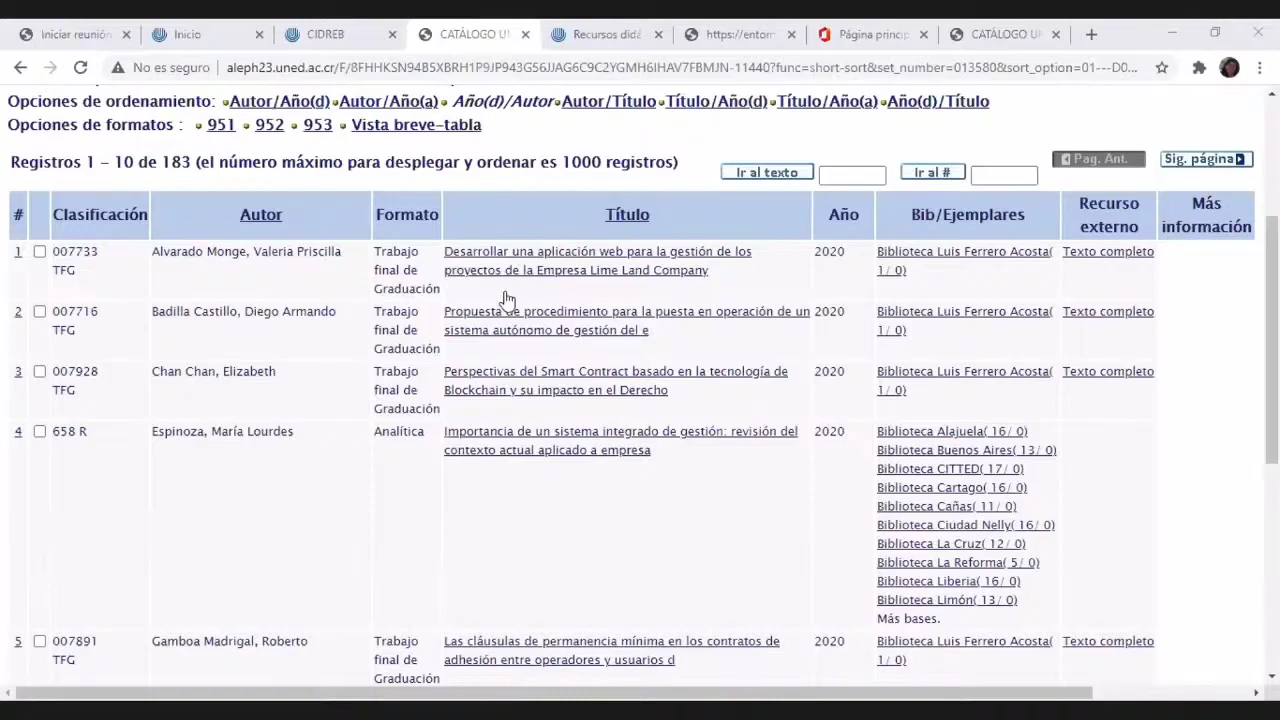 Iniciar reunión
Inicio
CIDREB
CATÁLOGO U
Recursos didá
https://entorn
Página princip
CATÁLOGO U
No es seguro
aleph23.uned.ac.cr/F/8FHHKSN94B5XBRH1P9JP943G56JJAG6C9C2YGMH6IHAV7FBMJN-11440?func=short-sort&set_number=013580&sort_option=01---D0...
Opciones de ordenamiento: Autor/Año(d) Autor/Año(a) Año(d)/Autor Autor/Título Título/Año(d) Título/Año(a) Año(d)/Título
Opciones de formatos : 951 952 953 Vista breve-tabla
Registros 1 - 10 de 183 (el número máximo para desplegar y ordenar es 1000 registros)
Ir al texto
Ir al #
Pag. Ant.
Sig. página
# Clasificación Autor Formato Título Año Bib/Ejemplares Recurso externo Más información
1 007733 TFG
Alvarado Monge, Valeria Priscilla
Trabajo final de Graduación
Desarrollar una aplicación web para la gestión de los
proyectos de la Empresa Lime Land Company
2020
Biblioteca Luis Ferrero Acosta(
1/ 0)
Texto completo
2 007716 TFG
Badilla Castillo, Diego Armando
Trabajo final de Graduación
Propuesta de procedimiento para la puesta en operación de un
sistema autónomo de gestión del e
2020
Biblioteca Luis Ferrero Acosta(
1/ 0)
Texto completo
3 007928 TFG
Chan Chan, Elizabeth
Trabajo final de Graduación
Perspectivas del Smart Contract basado en la tecnología de
Blockchain y su impacto en el Derecho
2020
Biblioteca Luis Ferrero Acosta(
1/ 0)
Texto completo
4 658 R
Espinoza, María Lourdes
Analítica
Importancia de un sistema integrado de gestión: revisión del
contexto actual aplicado a empresa
2020
Biblioteca Alajuela( 16/ 0)
Biblioteca Buenos Aires( 13/ 0)
Biblioteca CITTED( 17/ 0)
Biblioteca Cartago( 16/ 0)
Biblioteca Cañas( 11/ 0)
Biblioteca Ciudad Nelly( 16/ 0)
Biblioteca La Cruz( 12/ 0)
Biblioteca La Reforma( 5/ 0)
Biblioteca Liberia( 16/ 0)
Biblioteca Limón( 13/ 0)
Más bases.
5 007891 TFG
Gamboa Madrigal, Roberto
Trabajo final de Graduación
Las cláusulas de permanencia mínima en los contratos de
adhesión entre operadores y usuarios d
2020
Biblioteca Luis Ferrero Acosta(
1/ 0)
Texto completo